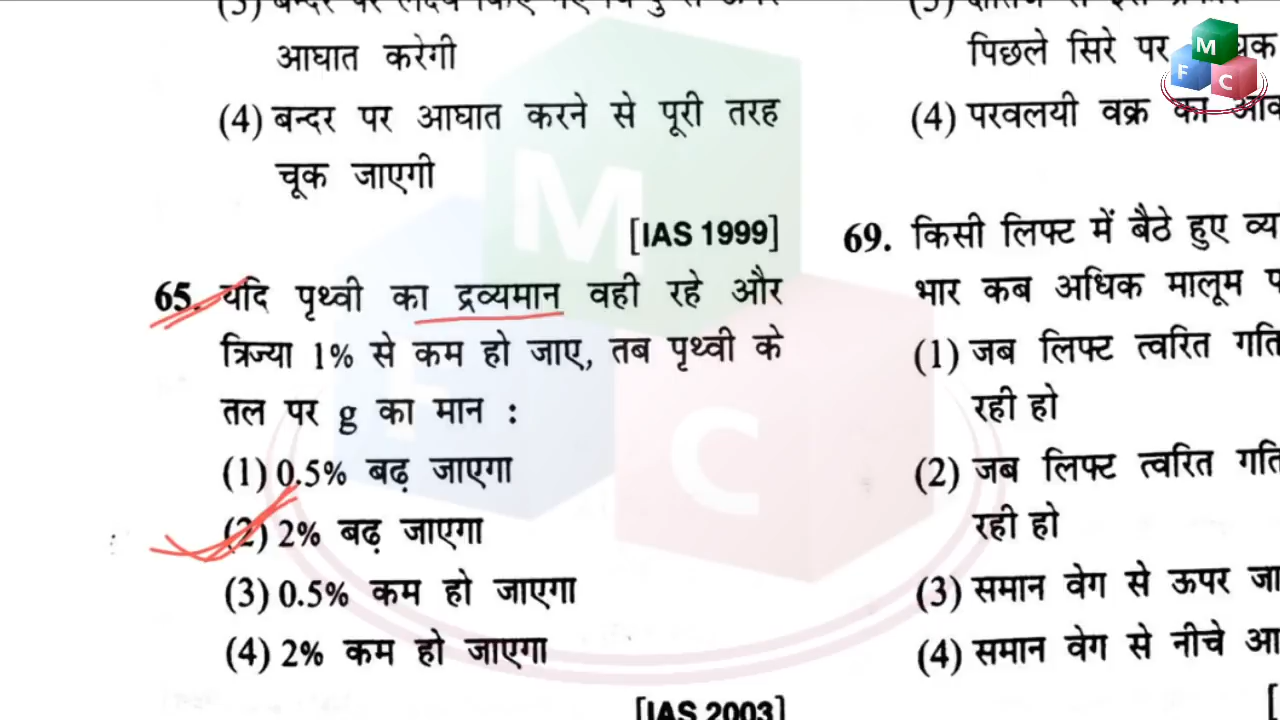 आघात करेगी
(4) बन्दर पर आघात करने से पूरी तरह
चूक जाएगी
[IAS 1999]
65. यदि पृथ्वी का द्रव्यमान वही रहे और
त्रिज्या 1% से कम हो जाए, तब पृथ्वी के
तल पर g का मान :
(1) 0.5% बढ़ जाएगा
(2) 2% बढ़ जाएगा
(3) 0.5% कम हो जाएगा
(4) 2% कम हो जाएगा
[IAS 2003]
पिछले सिरे पर
(4) परवलयी वक्र का
69. किसी लिफ्ट में बैठे हुए
भार कब अधिक मालूम
(1) जब लिफ्ट त्वरित
रही हो
(2) जब लिफ्ट त्वरित
रही हो
(3) समान वेग से ऊपर
(4) समान वेग से नीचे
M
F
C
M
F
C